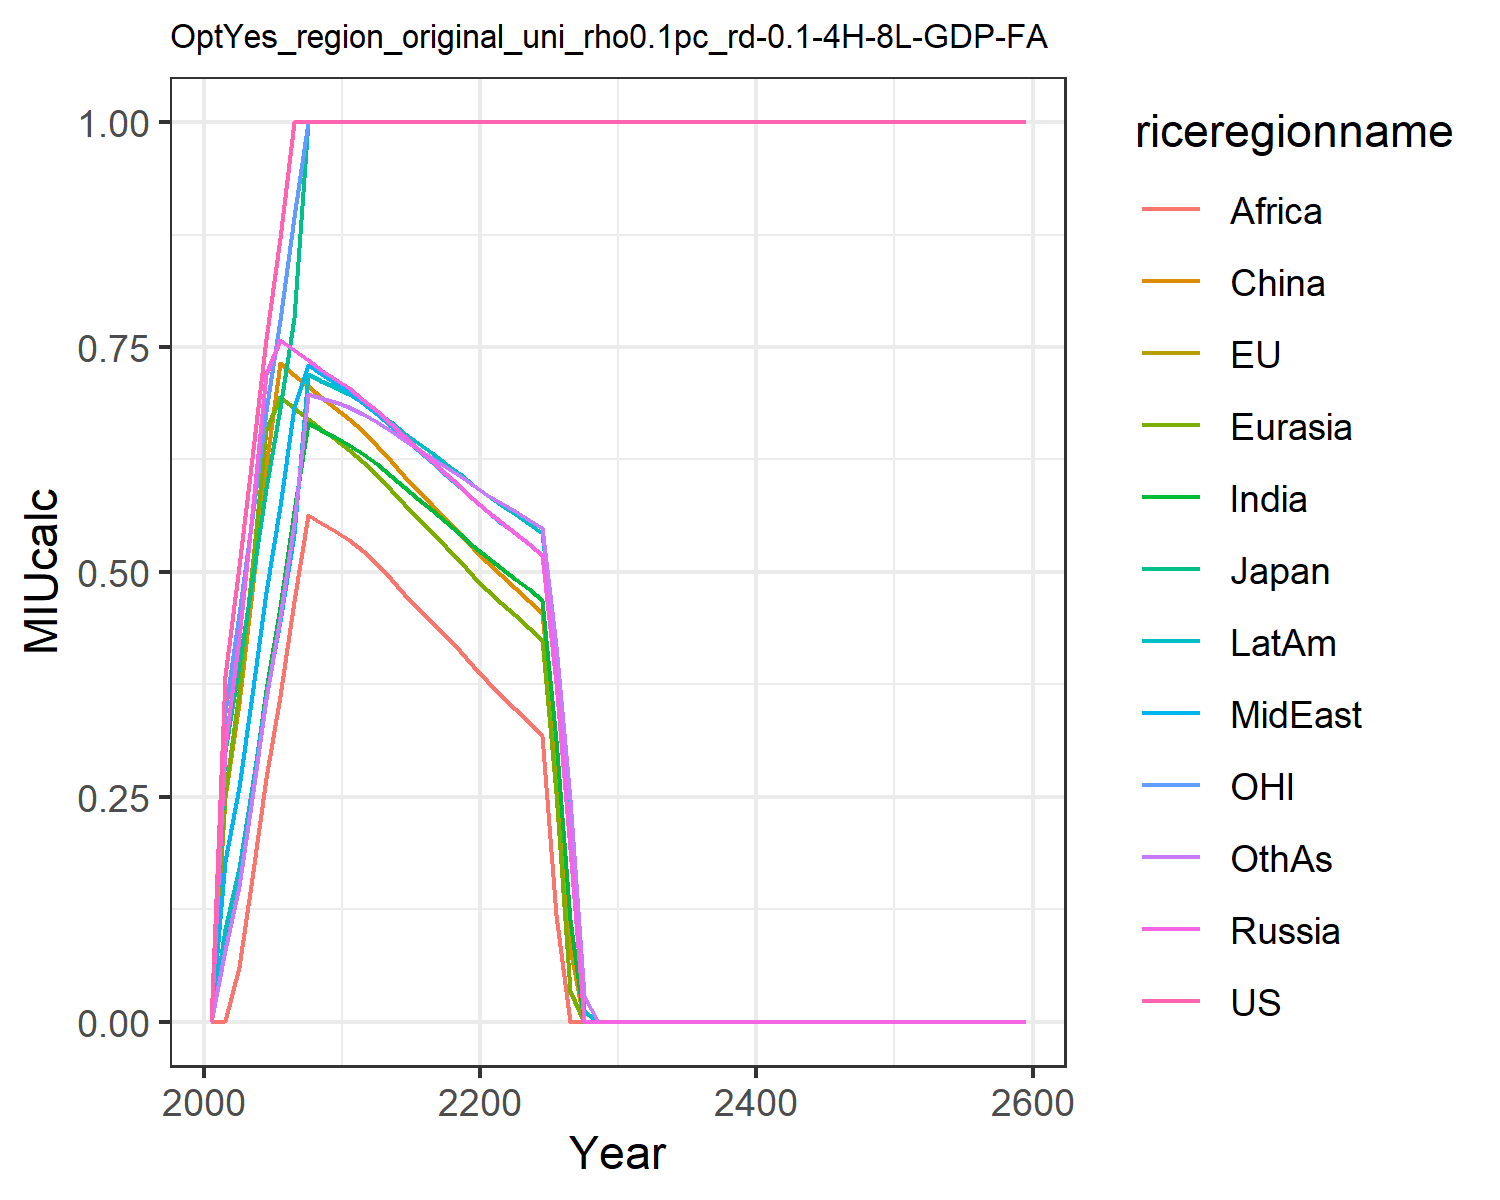 OptYes_region_original_uni_rho0.1pc_rd-0.1-4H-8L-GDP-FA
1.00
0.75
0.50
0.25
0.00
MIUcalc
2000
2200
2400
2600
Year
riceregionname
Africa
China
EU
Eurasia
India
Japan
LatAm
MidEast
OHI
OthAs
Russia
US